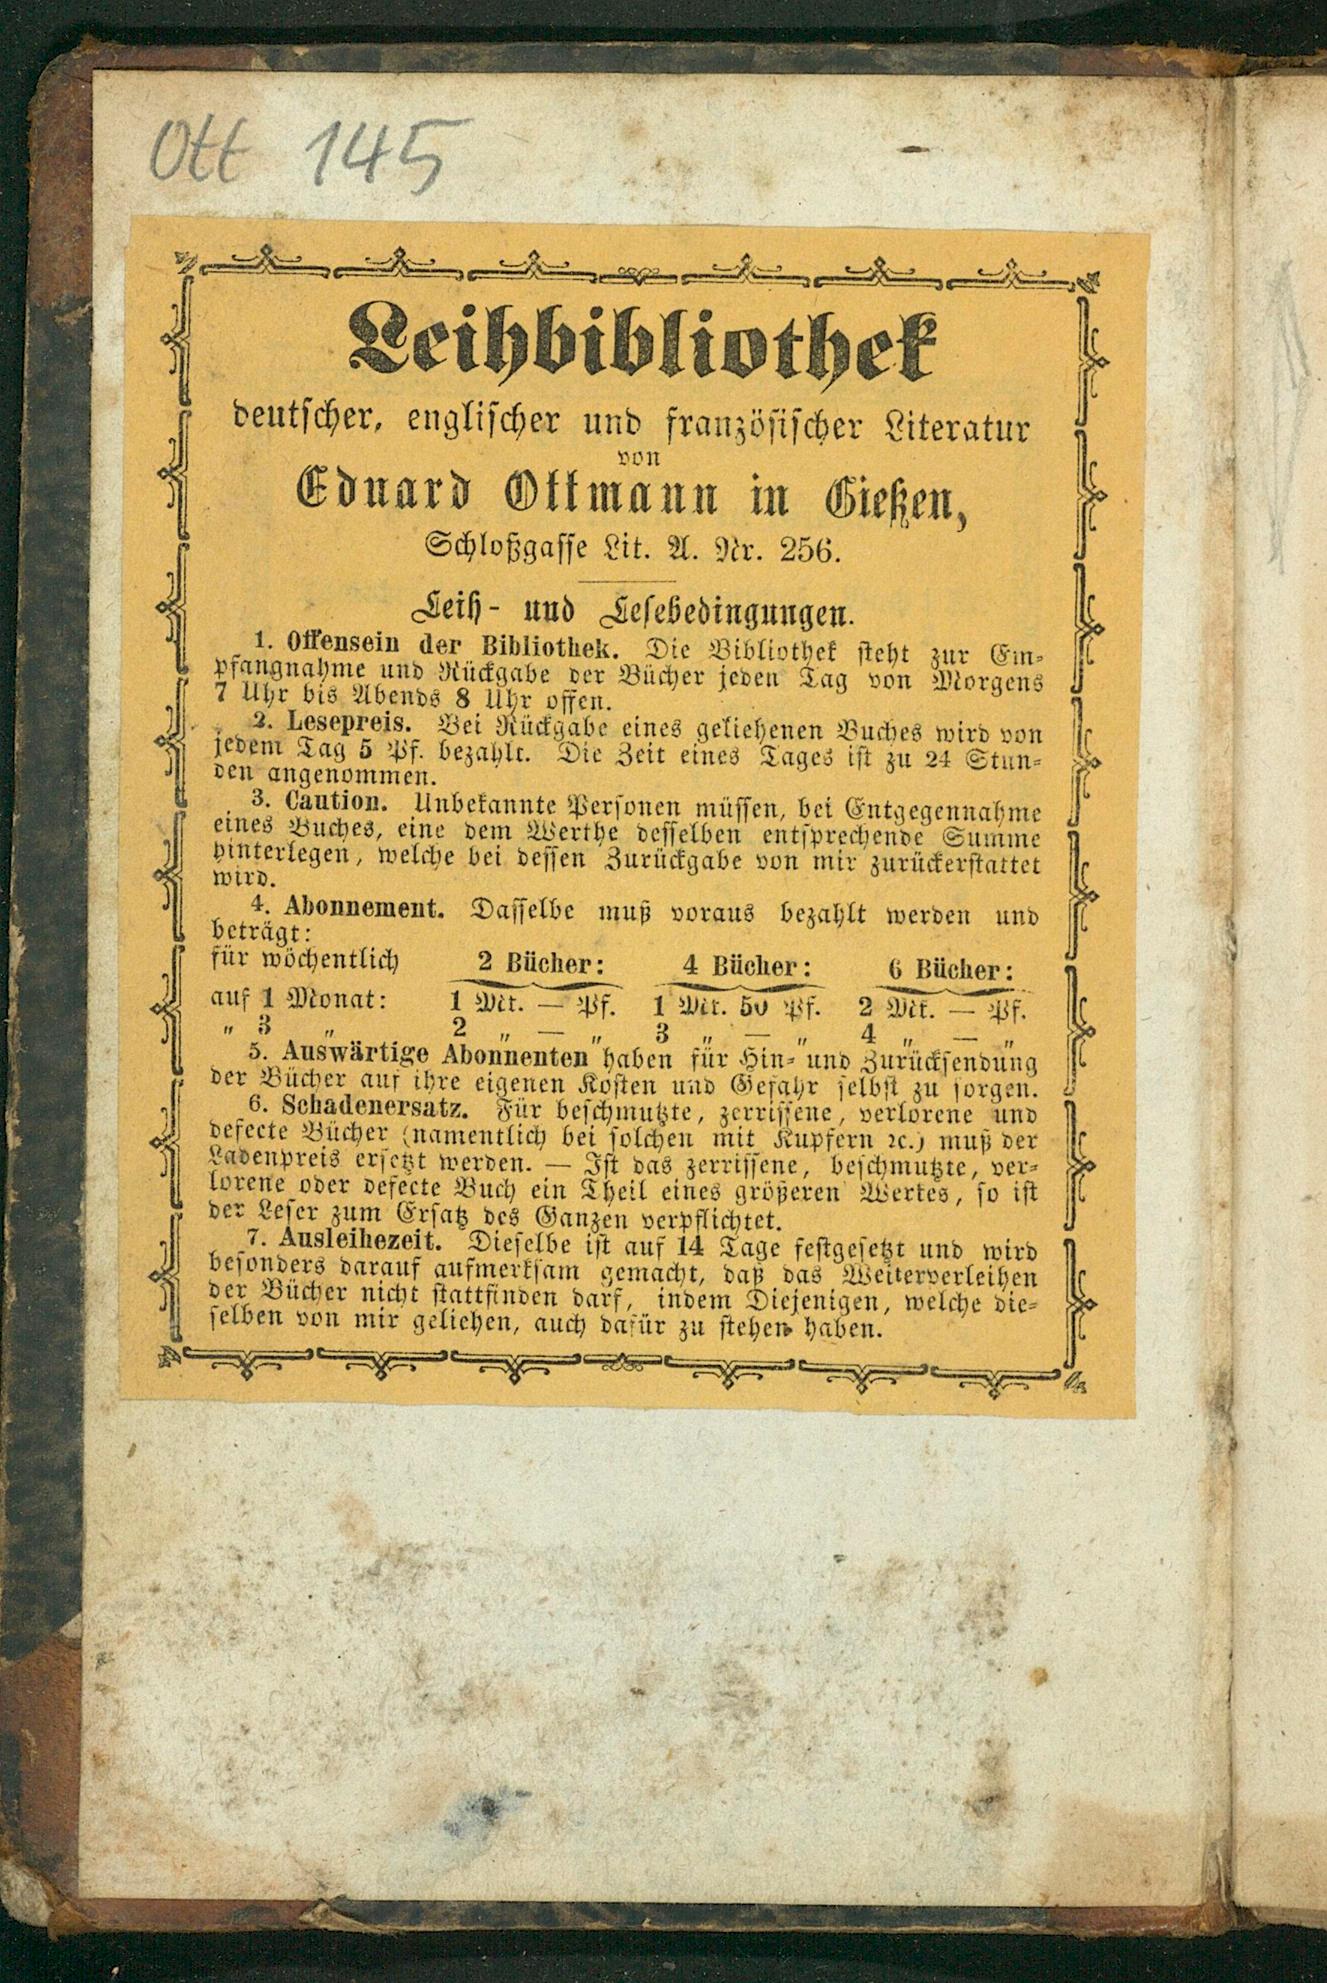 Ott 145
Leihbibliothek
deutscher, englischer und französischer Literatur
von
Eduard Ottmann in Gießen,
Schloßgasse Lit. A. Nr. 256.
Leih- und Lesebedingungen.
1. Offensein der Bibliothek. Die Bibliothek steht zur Em-
pfangnahme und Rückgabe der Bücher jeden Tag von Morgens
7 Uhr bis Abends 8 Uhr offen.
2. Lesepreis. Bei Rückgabe eines geliehenen Buches wird von
jedem Tag 5 Pf. bezahlt. Die Zeit eines Tages ist zu 24 Stun-
den angenommen.
3. Caution. Unbekannte Personen müssen, bei Entgegennahme
eines Buches, eine dem Werthe desselben entsprechende Summe
hinterlegen, welche bei dessen Zurückgabe von mir zurückerstattet
wird.
4. Abonnement. Dasselbe muß voraus bezahlt werden und
beträgt:
für wöchentlich 2 Bücher: 4 Bücher: 6 Bücher:
auf 1 Monat: 1 Mk. — Pf. 1 Mk. 50 Pf. 2 Mk. — Pf.
„ 3 „ 2 „ — „ 3 „ — „ 4 „ — „
5. Auswärtige Abonnenten haben für Hin- und Zurücksendung
der Bücher auf ihre eigenen Kosten und Gefahr selbst zu sorgen.
6. Schadenersatz. Für beschmutzte, zerrissene, verlorene und
defecte Bücher (namentlich bei solchen mit Kupfern ꝛc.) muß der
Ladenpreis ersetzt werden. — Ist das zerrissene, beschmutzte, ver-
lorene oder defecte Buch ein Theil eines größeren Werkes, so ist
der Leser zum Ersatz des Ganzen verpflichtet.
7. Ausleihezeit. Dieselbe ist auf 14 Tage festgesetzt und wird
besonders darauf aufmerksam gemacht, daß das Weiterverleihen
der Bücher nicht stattfinden darf, indem Diejenigen, welche die-
selben von mir geliehen, auch dafür zu stehen haben.